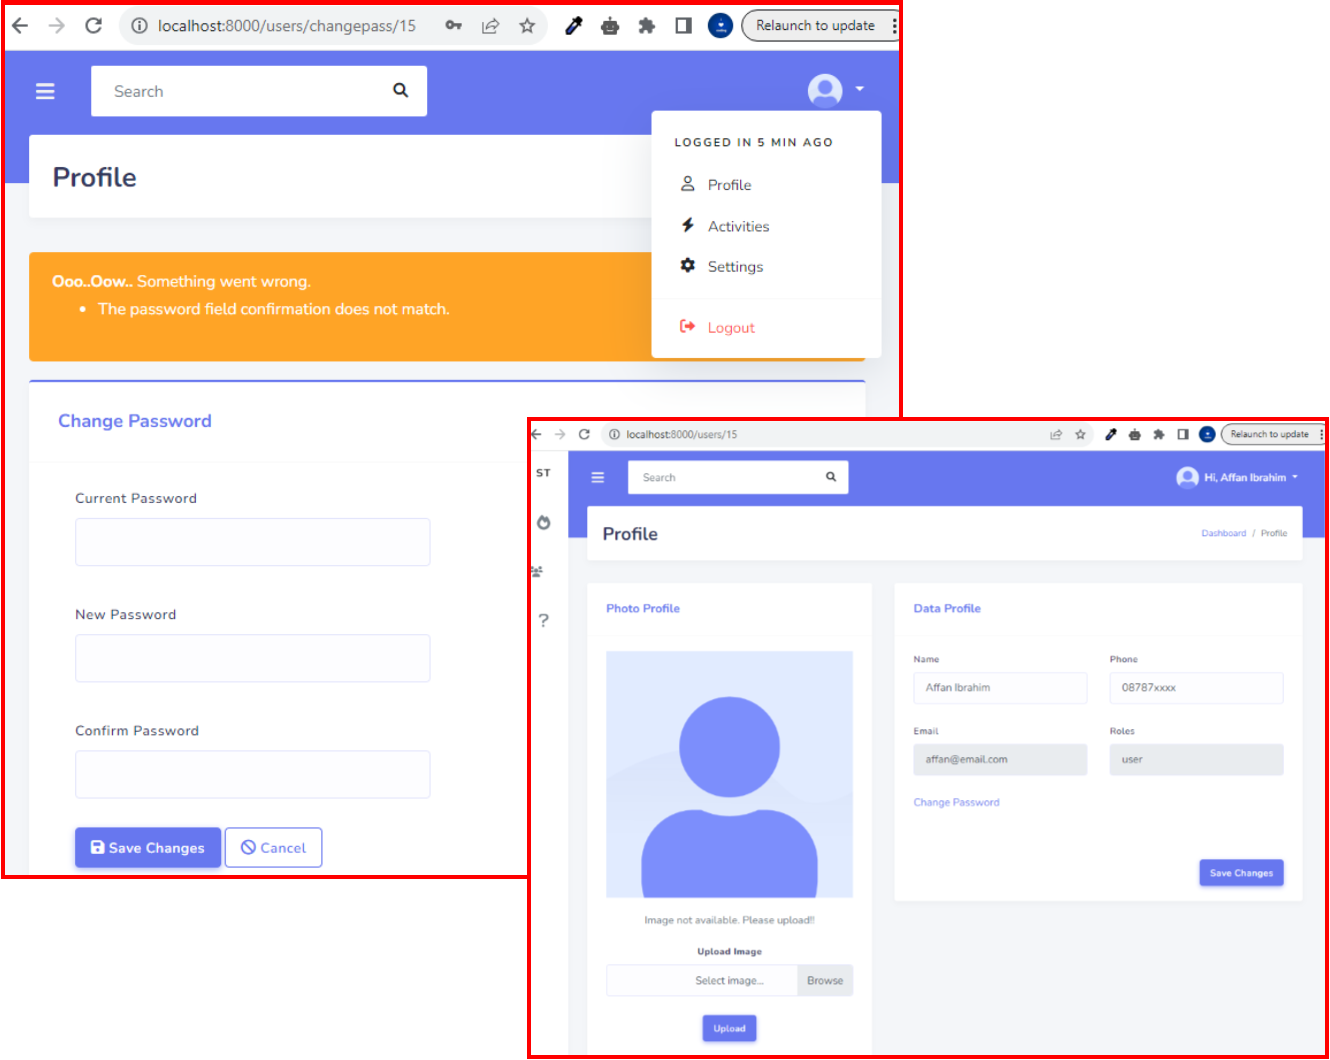 localhost:8000/users/changepass/15
Relaunch to update
Search
LOGGED IN 5 MIN AGO
Profile
Activities
Settings
Logout
Profile
Ooo..Oow.. Something went wrong.
• The password field confirmation does not match.
Change Password
Current Password
New Password
Confirm Password
Save Changes
Cancel
localhost:8000/users/15
Relaunch to update
ST
Search
Hi, Affan Ibrahim
Profile
Dashboard / Profile
Photo Profile
Image not available. Please upload!!
Upload Image
Select image...
Browse
Upload
Data Profile
Name
Phone
Affan Ibrahim
08787xxxx
Email
Roles
affan@email.com
user
Change Password
Save Changes